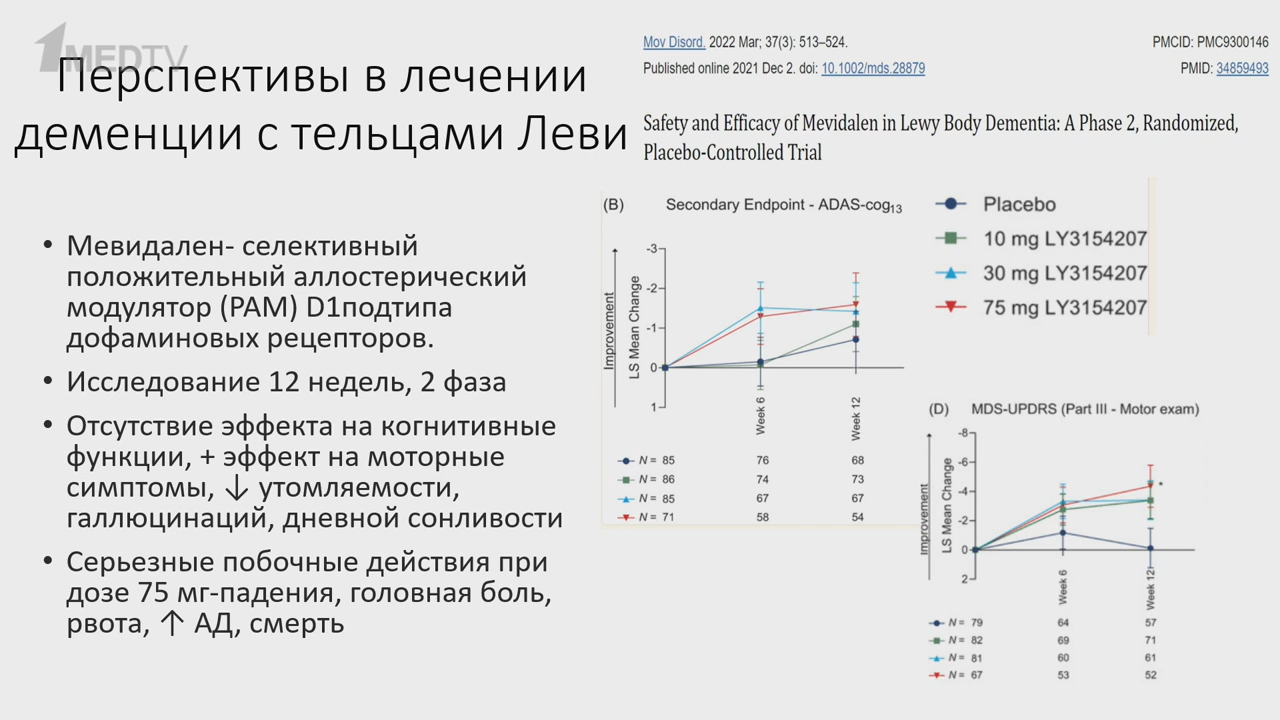 1MEDTV
Перспективы в лечении
деменции с тельцами Леви
Mov Disord. 2022 Mar; 37(3): 513–524.
PMCID: PMC9300146
Published online 2021 Dec 2. doi: 10.1002/mds.28879
PMID: 34859493
Safety and Efficacy of Mevidalen in Lewy Body Dementia: A Phase 2, Randomized,
Placebo-Controlled Trial
• Мевидален- селективный
положительный аллостерический
модулятор (PAM) D1подтипа
дофаминовых рецепторов.
• Исследование 12 недель, 2 фаза
• Отсутствие эффекта на когнитивные
функции, + эффект на моторные
симптомы, ↓ утомляемости,
галлюцинаций, дневной сонливости
• Серьезные побочные действия при
дозе 75 мг-падения, головная боль,
рвота, ↑ АД, смерть
(B) Secondary Endpoint - ADAS-cog13
Improvement
LS Mean Change
-3
-2
-1
0
1
Week 6
Week 12
N = 85 76 68
N = 86 74 73
N = 85 67 67
N = 71 58 54
Placebo
10 mg LY3154207
30 mg LY3154207
75 mg LY3154207
(D) MDS-UPDRS (Part III - Motor exam)
Improvement
LS Mean Change
-8
-6
-4
-2
0
2
*
Week 6
Week 12
N = 79 64 57
N = 82 69 71
N = 81 60 61
N = 67 53 52